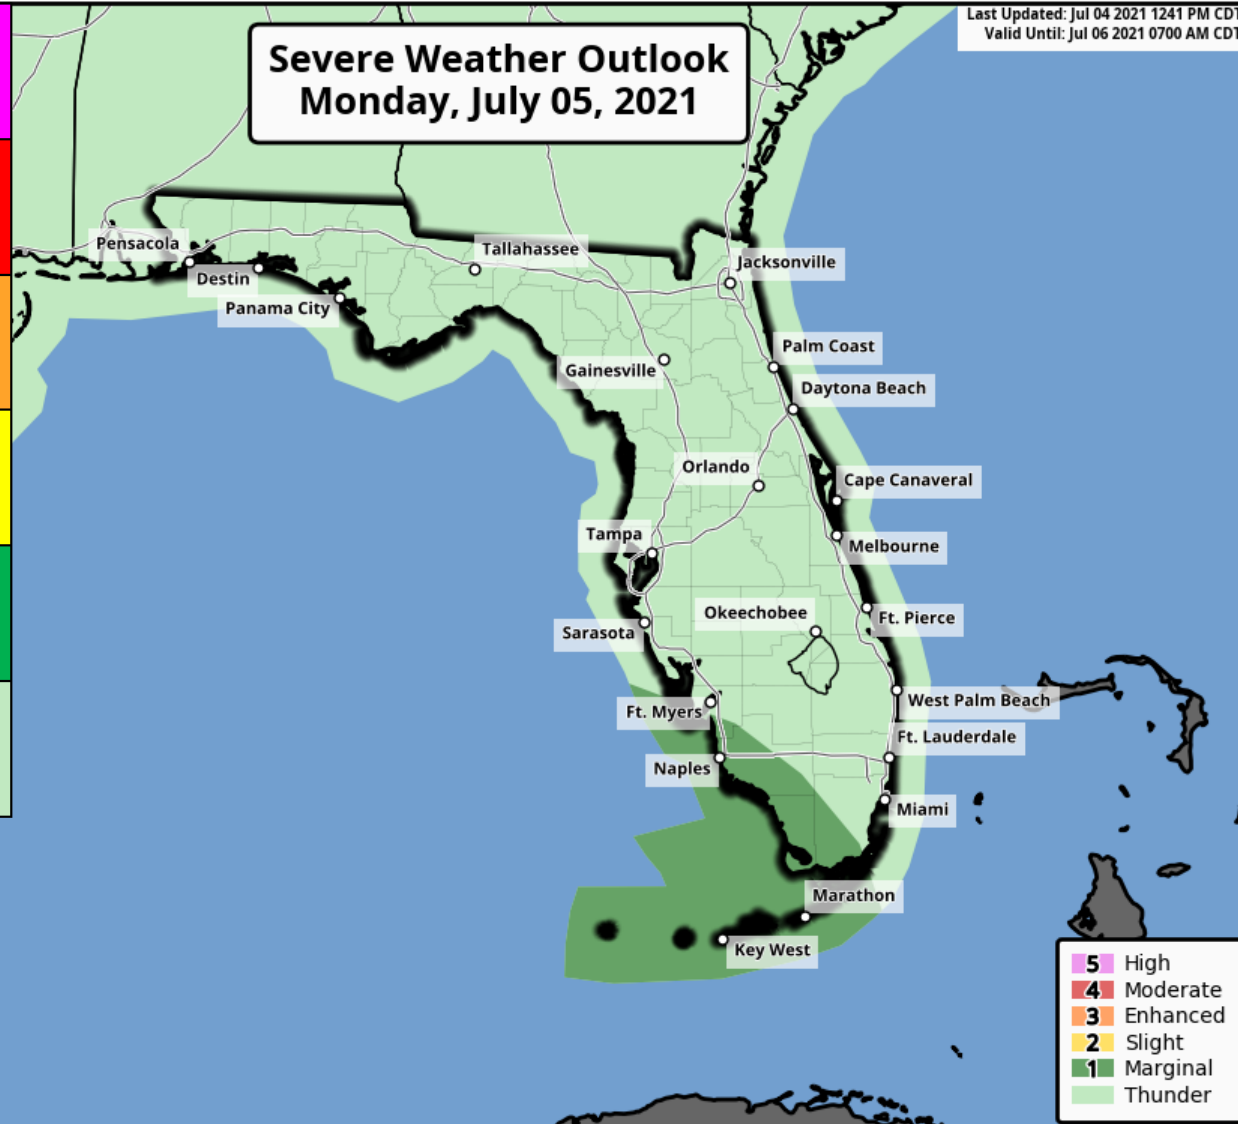 Last Updated: Jul 04 2021 1241 PM CDT
Valid Until: Jul 06 2021 0700 AM CDT
Severe Weather Outlook
Monday, July 05, 2021
Pensacola
Tallahassee
Destin
Jacksonville
Panama City
Palm Coast
Gainesville
Daytona Beach
Orlando
Cape Canaveral
Tampa
Melbourne
Okeechobee
Ft. Pierce
Sarasota
West Palm Beach
Ft. Myers
Ft. Lauderdale
Naples
Miami
Marathon
Key West
5 High
4 Moderate
3 Enhanced
2 Slight
1 Marginal
Thunder